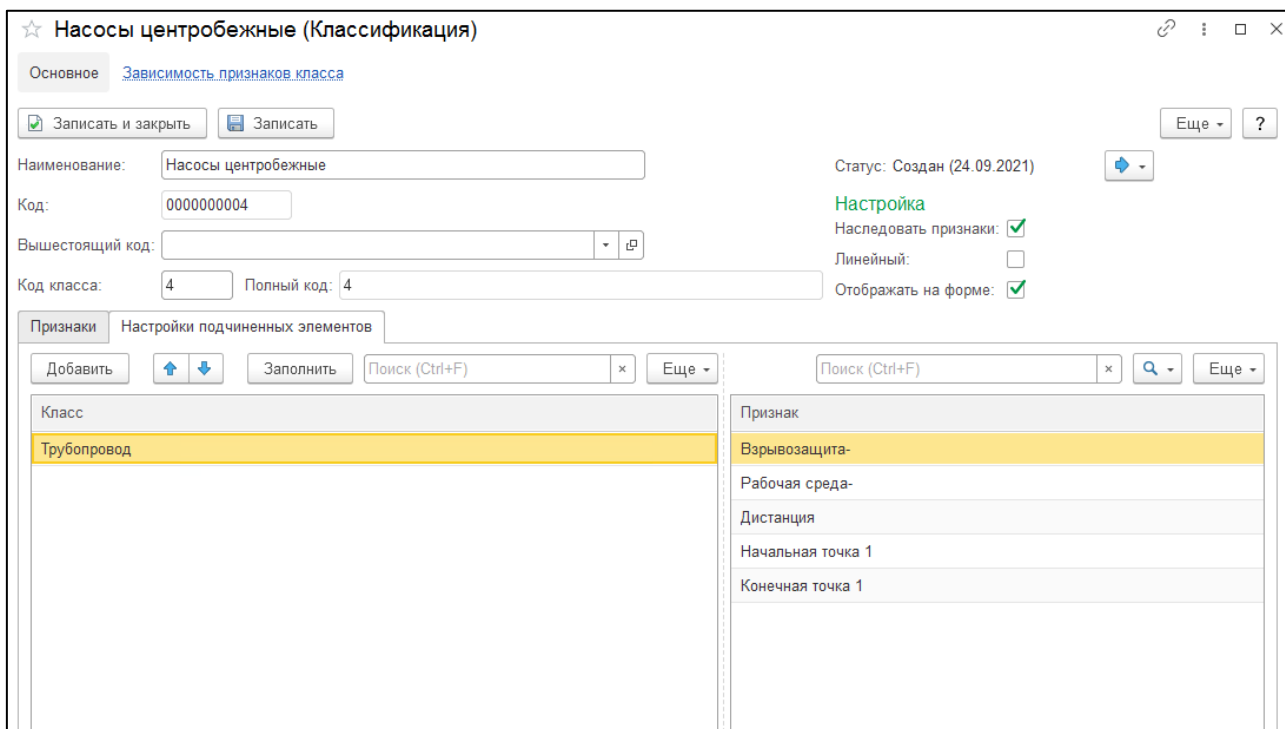 Насосы центробежные (Классификация)
Основное Зависимость признаков класса
Записать и закрыть Записать Еще ?
Наименование: Насосы центробежные Статус: Создан (24.09.2021)
Код: 0000000004 Настройка
Наследовать признаки:
Вышестоящий код:
Линейный:
Код класса: 4 Полный код: 4 Отображать на форме:
Признаки Настройки подчиненных элементов
Добавить Заполнить Поиск (Ctrl+F) × Еще Поиск (Ctrl+F) × Еще
Класс Признак
Трубопровод Взрывозащита-
Рабочая среда-
Дистанция
Начальная точка 1
Конечная точка 1